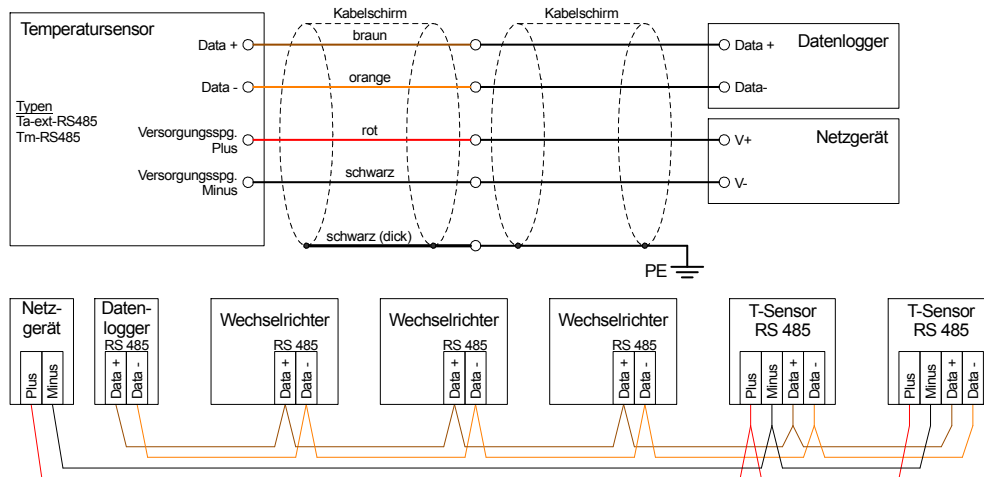 Kabelschirm
Kabelschirm
Temperatursensor
Data +
braun
Data +
Datenlogger
Data -
orange
Data-
Typen
Ta-ext-RS485
Tm-RS485
Versorgungsspg.
Plus
rot
V+
Netzgerät
Versorgungsspg.
Minus
schwarz
V-
schwarz (dick)
PE
Netz-
gerät
Plus
Minus
Daten-
logger
RS 485
Data +
Data -
Wechselrichter
RS 485
Data +
Data -
Wechselrichter
RS 485
Data +
Data -
Wechselrichter
RS 485
Data +
Data -
T-Sensor
RS 485
Plus
Minus
Data +
Data -
T-Sensor
RS 485
Plus
Minus
Data +
Data -